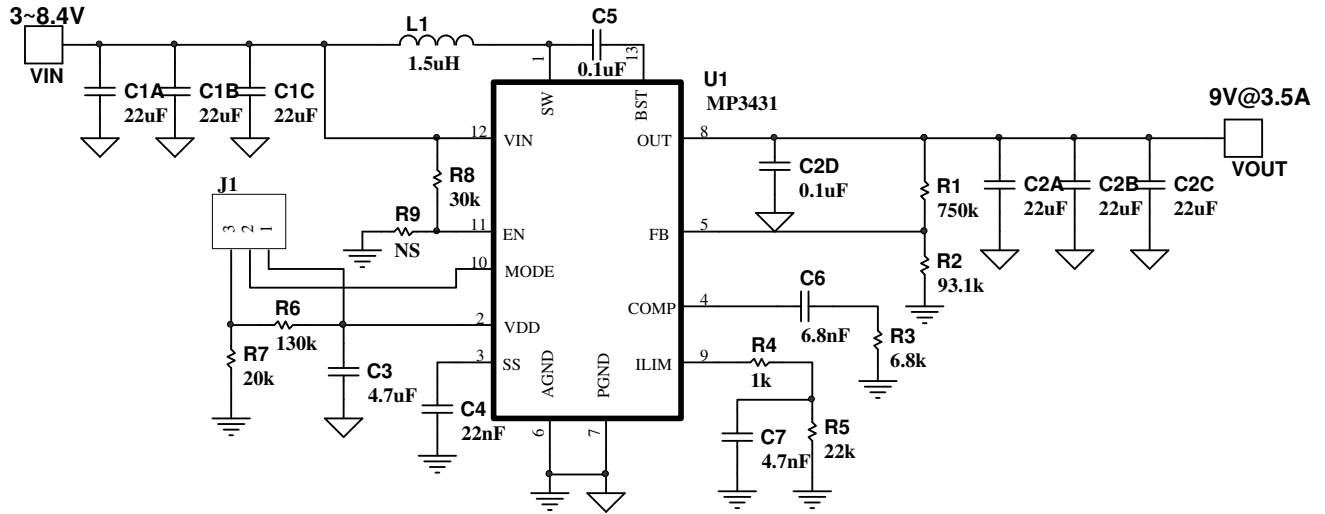 3~8.4V
VIN
C1A
22uF
C1B
22uF
C1C
22uF
L1
1.5uH
C5
0.1uF
1
13
U1
MP3431
SW
BST
12
VIN
OUT
8
9V@3.5A
VOUT
R8
30k
C2D
0.1uF
R1
750k
C2A
22uF
C2B
22uF
C2C
22uF
J1
3
2
1
R9
NS
11
EN
FB
5
10
MODE
R2
93.1k
C6
6.8nF
COMP
4
R6
130k
2
VDD
R3
6.8k
R7
20k
C3
4.7uF
3
SS
AGND
PGND
ILIM
9
R4
1k
C4
22nF
6
7
C7
4.7nF
R5
22k